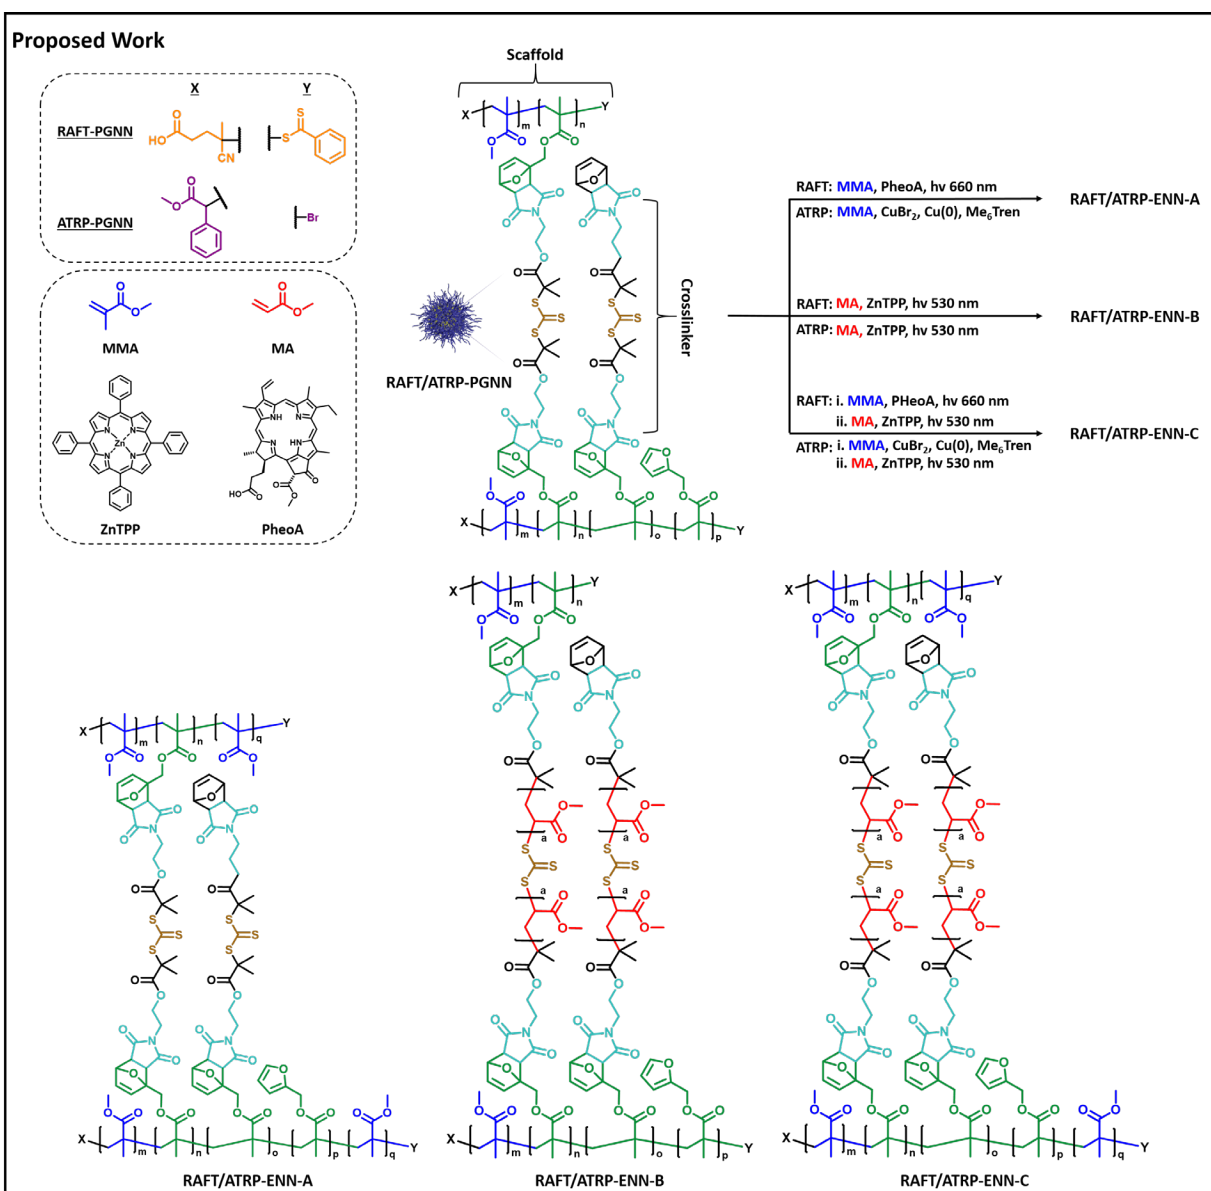 Proposed Work
X
Y
RAFT-PGNN
HO
O
CN
S
S
ATRP-PGNN
O
O
Br
O
O
MMA
O
O
MA
N
N
N
N
Zn
ZnTPP
NH
N
N
HN
HO
O
O
O
O
PheoA
Scaffold
X
m
n
Y
O
O
O
O
O
O
O
N
O
O
N
O
O
O
O
S
S
S
S
S
S
O
O
O
O
O
N
O
O
N
O
O
O
O
O
O
O
O
O
O
O
O
X
m
n
o
p
Y
Crosslinker
RAFT/ATRP-PGNN
RAFT: MMA, PheoA, hv 660 nm
ATRP: MMA, CuBr2, Cu(0), Me6Tren
RAFT/ATRP-ENN-A
RAFT: MA, ZnTPP, hv 530 nm
ATRP: MA, ZnTPP, hv 530 nm
RAFT/ATRP-ENN-B
RAFT: i. MMA, PHeoA, hv 660 nm
ii. MA, ZnTPP, hv 530 nm
ATRP: i. MMA, CuBr2, Cu(0), Me6Tren
ii. MA, ZnTPP, hv 530 nm
RAFT/ATRP-ENN-C
X
m
n
q
Y
X
m
n
o
p
q
Y
RAFT/ATRP-ENN-A
X
m
n
Y
a
a
a
a
X
m
n
o
p
Y
RAFT/ATRP-ENN-B
X
m
n
q
Y
a
a
a
a
X
m
n
o
p
q
Y
RAFT/ATRP-ENN-C